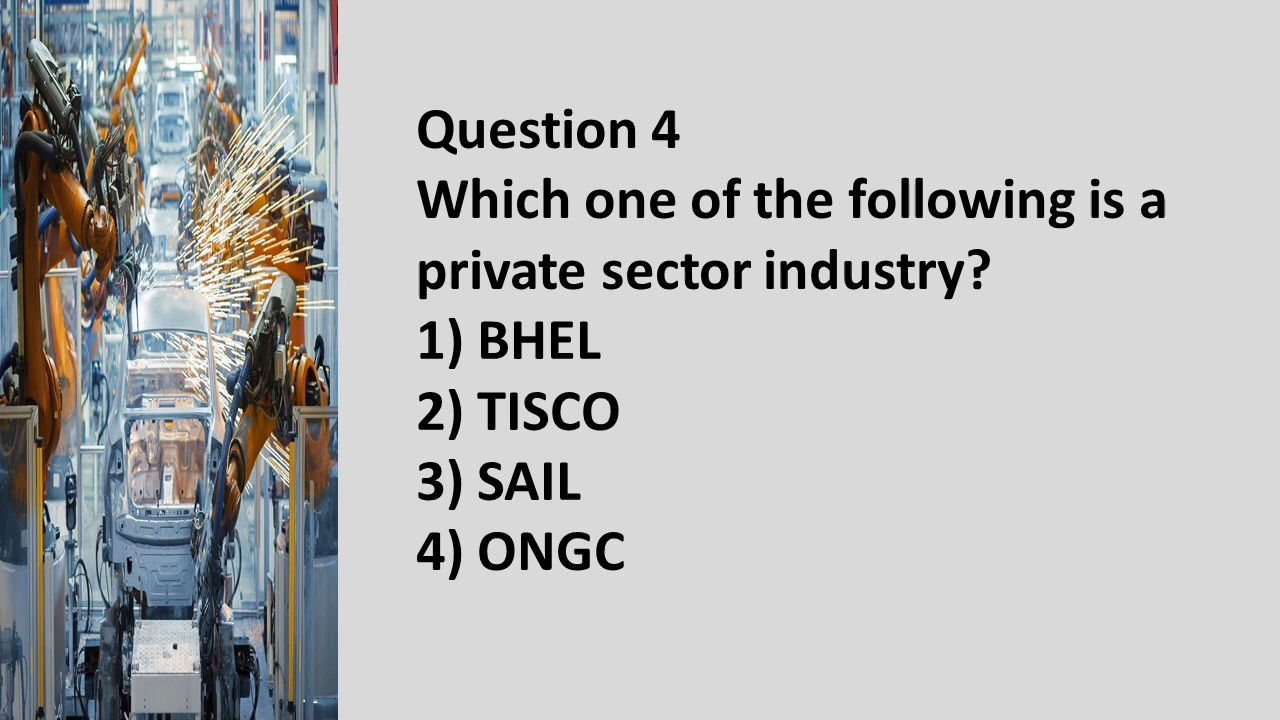 Question 4
Which one of the following is a
private sector industry?
1) BHEL
2) TISCO
3) SAIL
4) ONGC